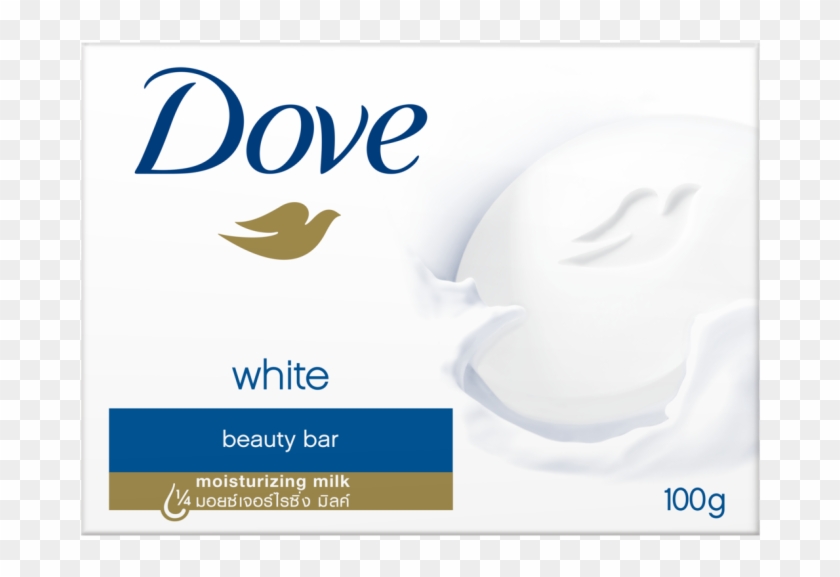 Dove
white
beauty bar
moisturizing milk
¼ มอยซ์เจอร์ไรซิ่ง มิลค์
100g